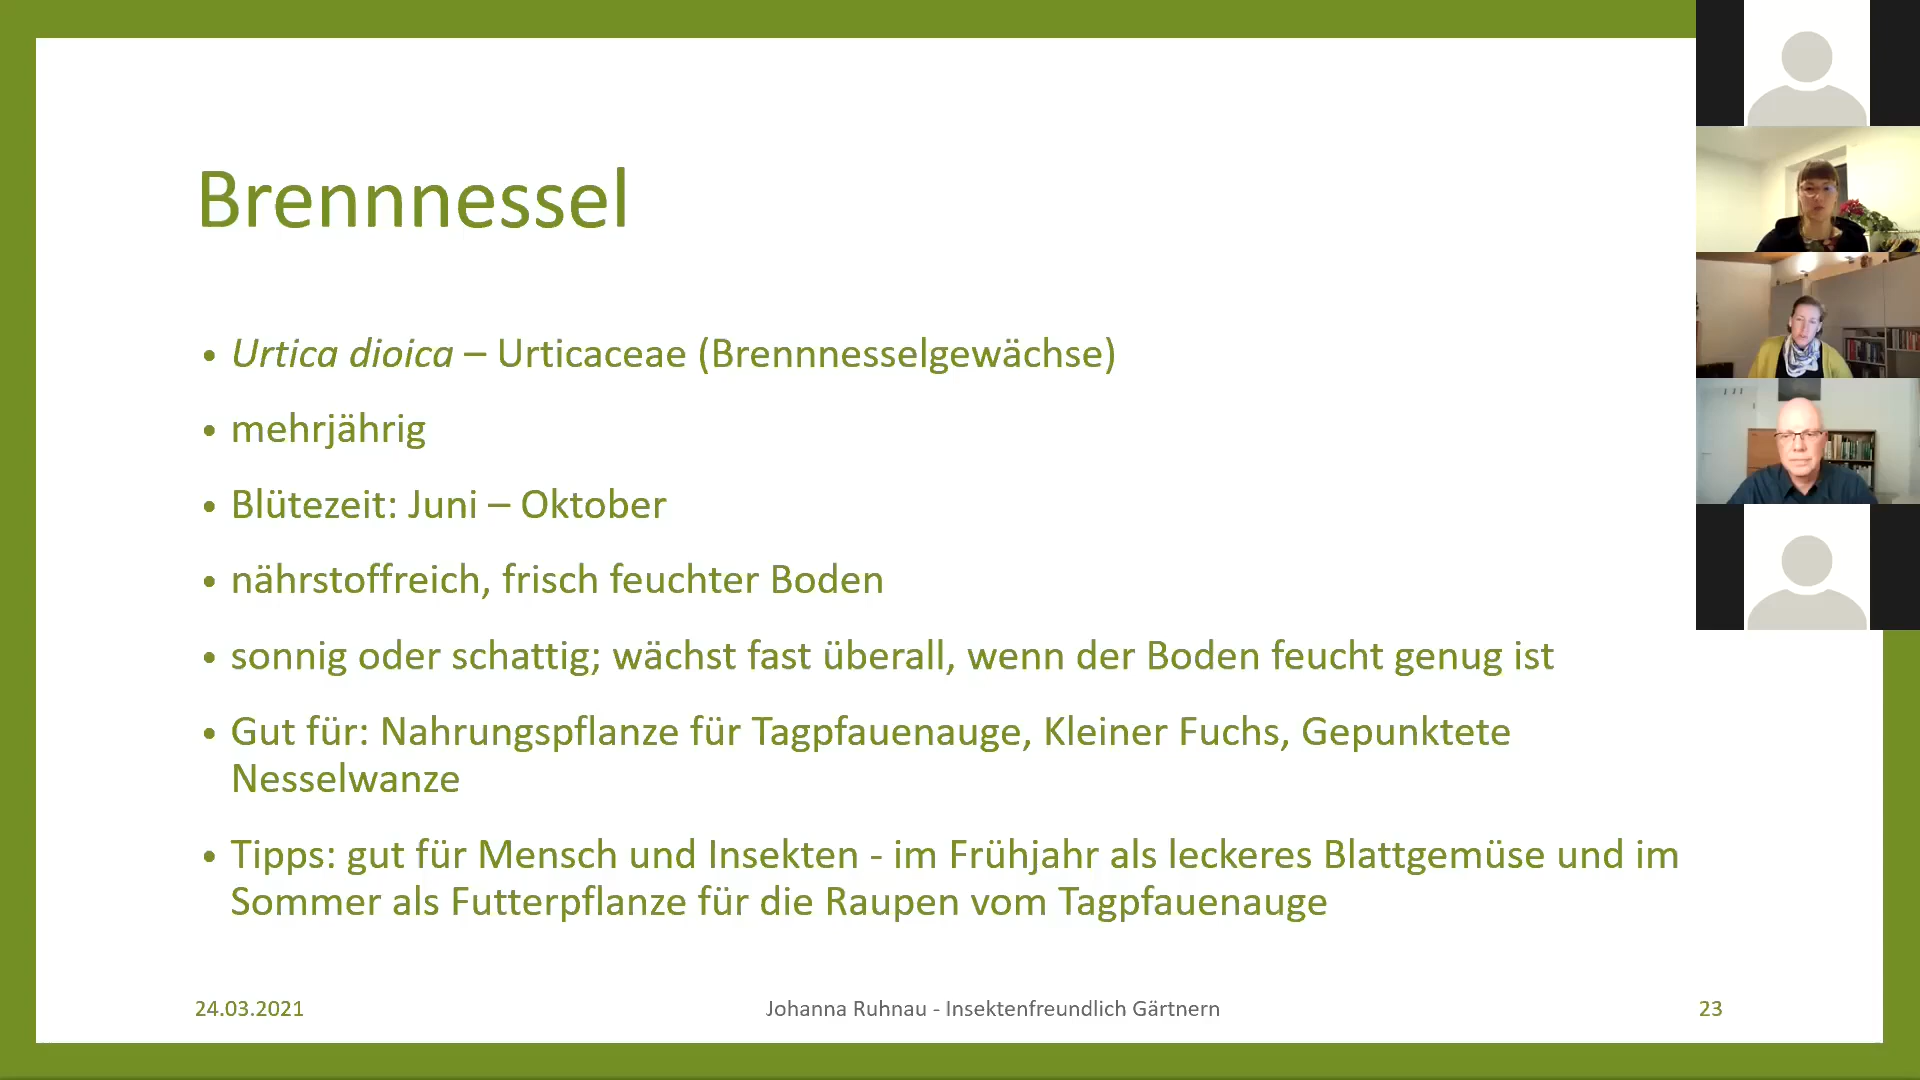 Brennnessel
• Urtica dioica – Urticaceae (Brennnesselgewächse)
• mehrjährig
• Blütezeit: Juni – Oktober
• nährstoffreich, frisch feuchter Boden
• sonnig oder schattig; wächst fast überall, wenn der Boden feucht genug ist
• Gut für: Nahrungspflanze für Tagpfauenauge, Kleiner Fuchs, Gepunktete
Nesselwanze
• Tipps: gut für Mensch und Insekten - im Frühjahr als leckeres Blattgemüse und im
Sommer als Futterpflanze für die Raupen vom Tagpfauenauge
24.03.2021
Johanna Ruhnau - Insektenfreundlich Gärtnern
23